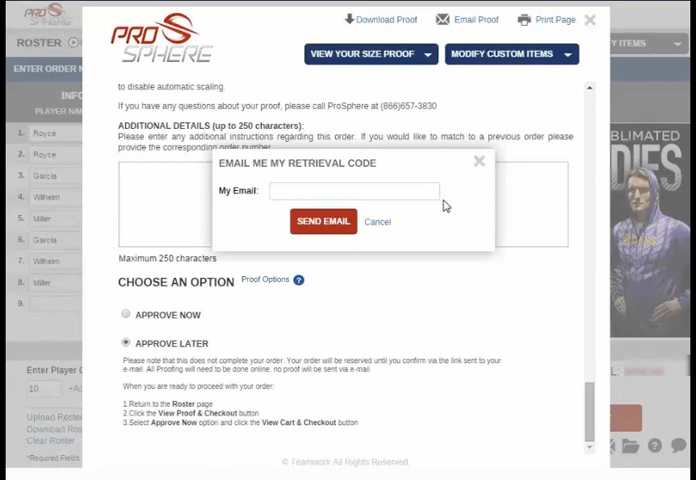 PRO SPHERE
Download Proof Email Proof Print Page
PRO SPHERE
ROSTER
VIEW YOUR SIZE PROOF MODIFY CUSTOM ITEMS
ITEMS
to disable automatic scaling.
If you have any questions about your proof, please call ProSphere at (866)657-3830
ADDITIONAL DETAILS (up to 250 characters):
Please enter any additional instructions regarding this order. If you would like to match to a previous order please
provide the corresponding order number.
EMAIL ME MY RETRIEVAL CODE
My Email:
SEND EMAIL Cancel
Maximum 250 characters
CHOOSE AN OPTION Proof Options ?
APPROVE NOW
APPROVE LATER
Please note that this does not complete your order. Your order will be reserved until you confirm via the link sent to your
e-mail. All Proofing will need to be done online, no proof will be sent via e-mail.
When you are ready to proceed with your order:
1.Return to the Roster page
2.Click the View Proof & Checkout button
3.Select Approve Now option and click the View Cart & Checkout button
© Teamwork All Rights Reserved.
ENTER ORDER N
INFO
PLAYER NA
1. Royce
2. Royce
3. Garcia
4. Wilhelm
5. Miller
6. Garcia
7. Wilhelm
8. Miller
9.
Enter Player C
10 +Ad
Upload Roster
Download Ros
Clear Roster
*Required Fields
BLIMATED
DIES